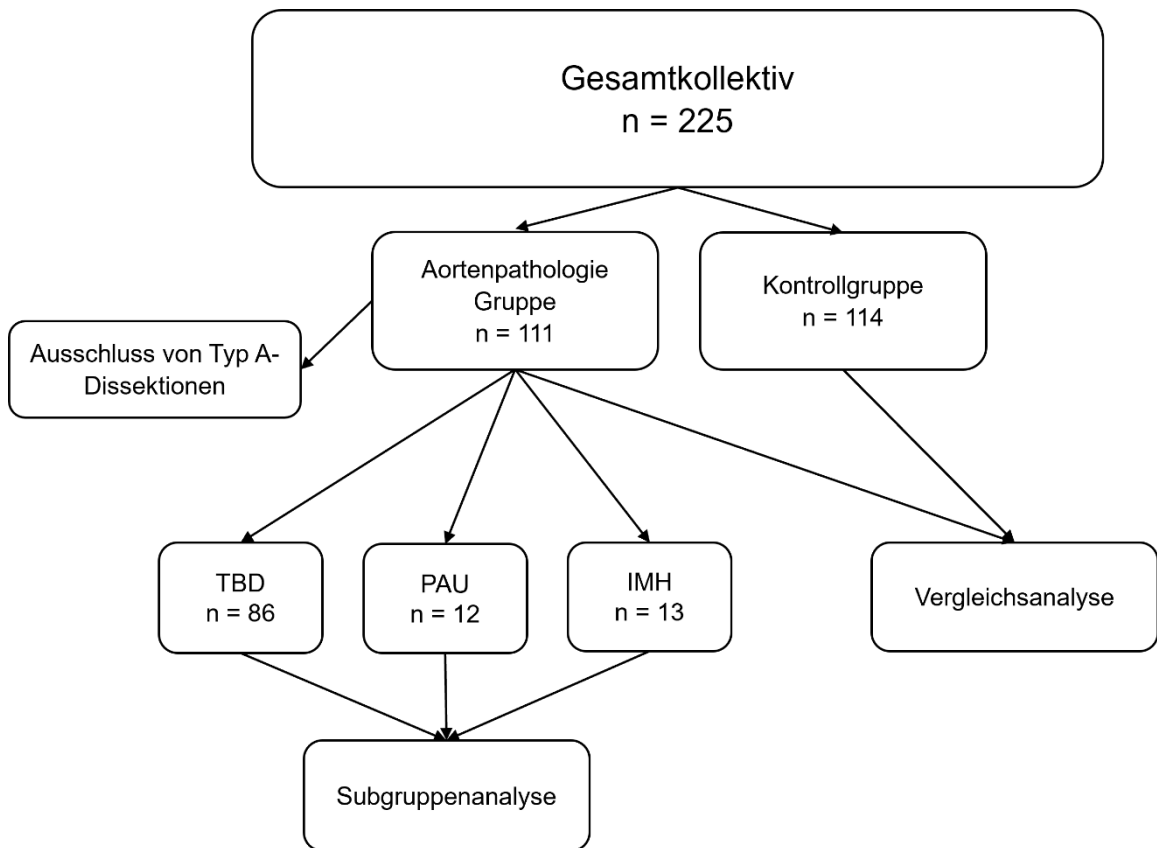 Gesamtkollektiv
n = 225
Aortenpathologie
Gruppe
n = 111
Kontrollgruppe
n = 114
Ausschluss von Typ A-
Dissektionen
TBD
n = 86
PAU
n = 12
IMH
n = 13
Vergleichsanalyse
Subgruppenanalyse